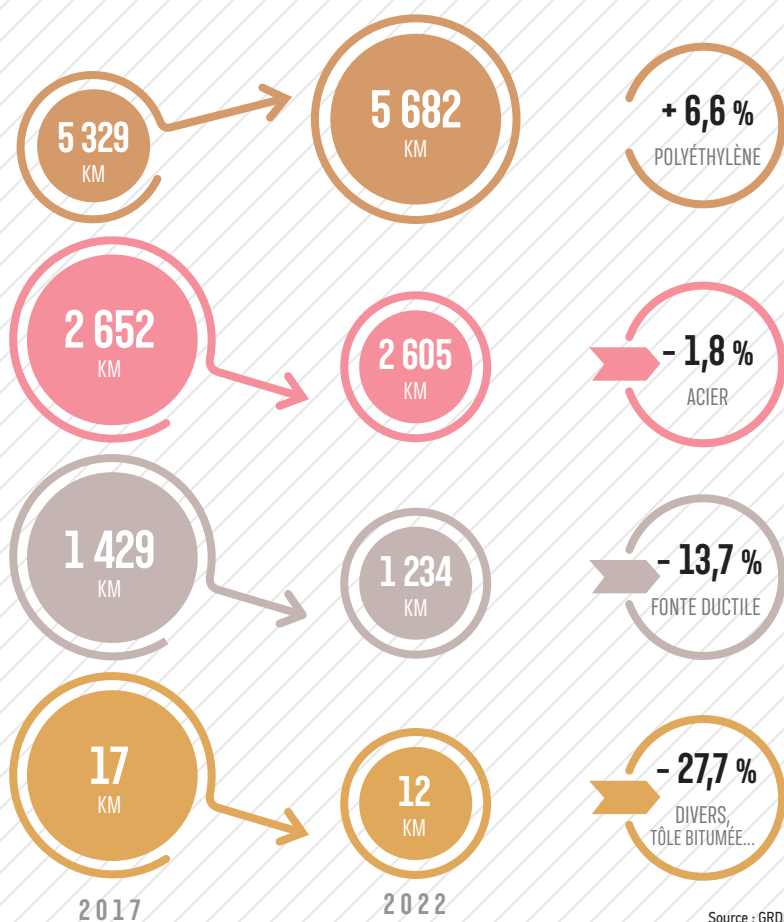 5 329
KM
5 682
KM
+ 6,6 %
POLYÉTHYLÈNE
2 652
KM
2 605
KM
- 1,8 %
ACIER
1 429
KM
1 234
KM
- 13,7 %
FONTE DUCTILE
17
KM
12
KM
- 27,7 %
DIVERS,
TÔLE BITUMÉE...
2017
2022
Source : GRD